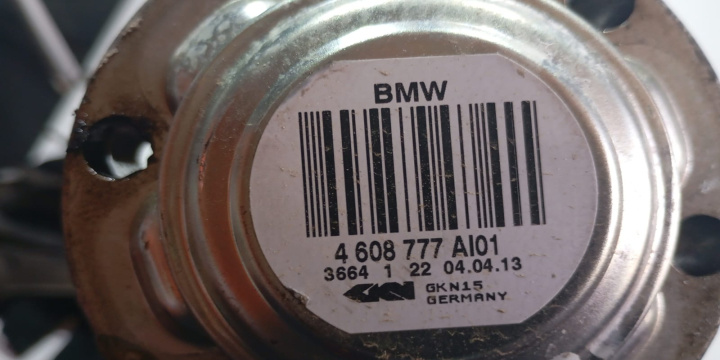 BMW
4 608 777 AI01
3664 1 22 04.04.13
GKN GKN15
GERMANY